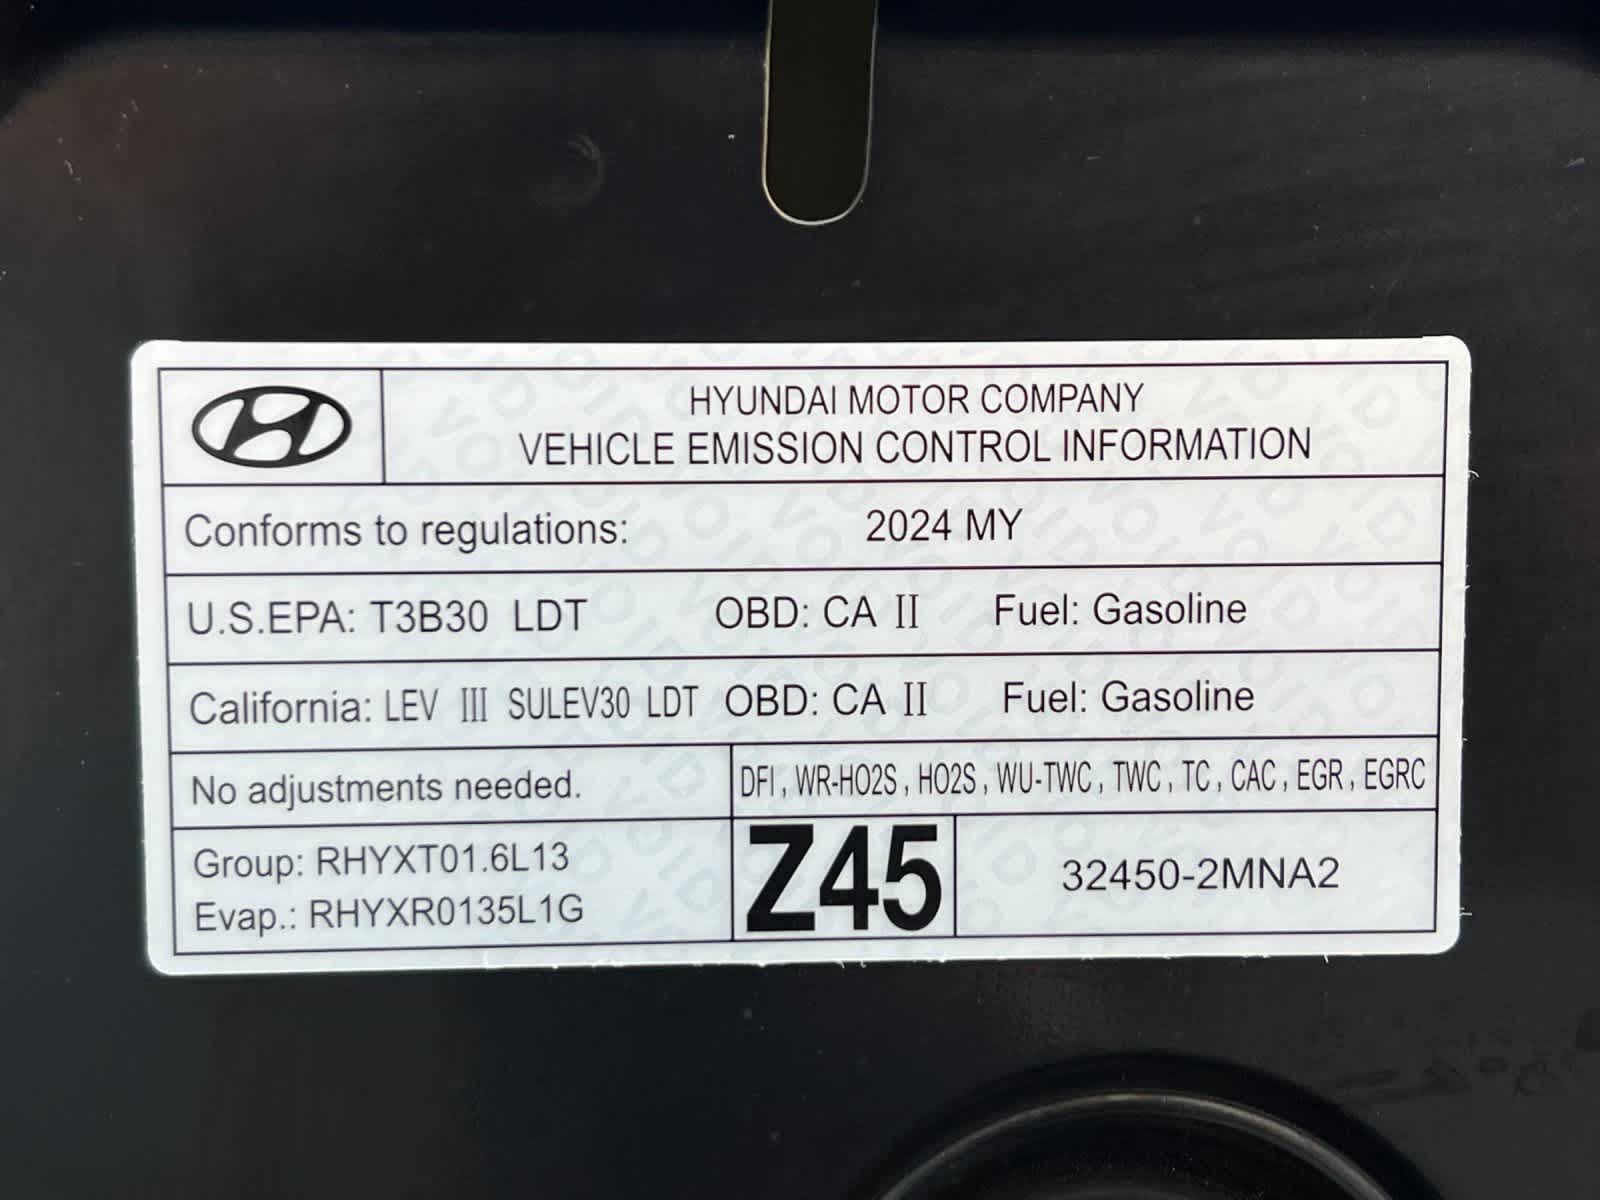 HYUNDAI MOTOR COMPANY
VEHICLE EMISSION CONTROL INFORMATION
Conforms to regulations: 2024 MY
U.S.EPA: T3B30 LDT OBD: CA II Fuel: Gasoline
California: LEV III SULEV30 LDT OBD: CA II Fuel: Gasoline
No adjustments needed. DFI, WR-HO2S, HO2S, WU-TWC, TWC, TC, CAC, EGR, EGRC
Group: RHYXT01.6L13
Evap.: RHYXR0135L1G
Z45
32450-2MNA2